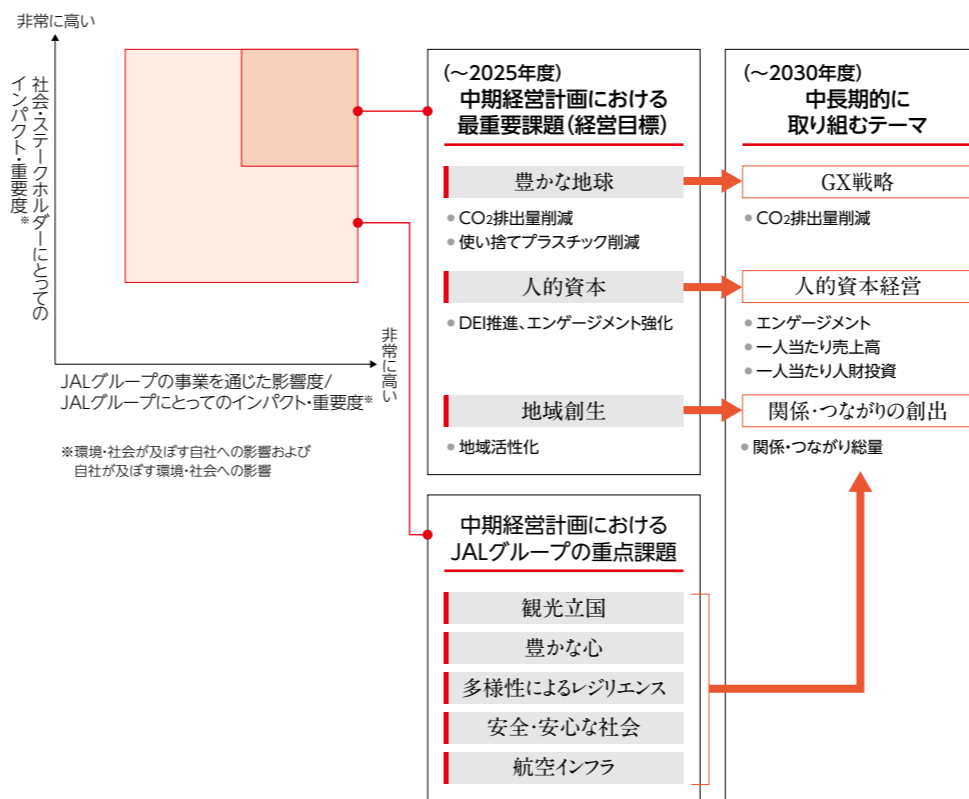 非常に高い
社会・ステークホルダーにとっての
インパクト・重要度※
非常に高い
JALグループの事業を通じた影響度/
JALグループにとってのインパクト・重要度※
※環境・社会が及ぼす自社への影響および
自社が及ぼす環境・社会への影響
(～2025年度)
中期経営計画における
最重要課題(経営目標)
豊かな地球
CO2排出量削減
使い捨てプラスチック削減
人的資本
DEI推進、エンゲージメント強化
地域創生
地域活性化
中期経営計画における
JALグループの重点課題
観光立国
豊かな心
多様性によるレジリエンス
安全・安心な社会
航空インフラ
(～2030年度)
中長期的に
取り組むテーマ
GX戦略
CO2排出量削減
人的資本経営
エンゲージメント
一人当たり売上高
一人当たり人財投資
関係・つながりの創出
関係・つながり総量